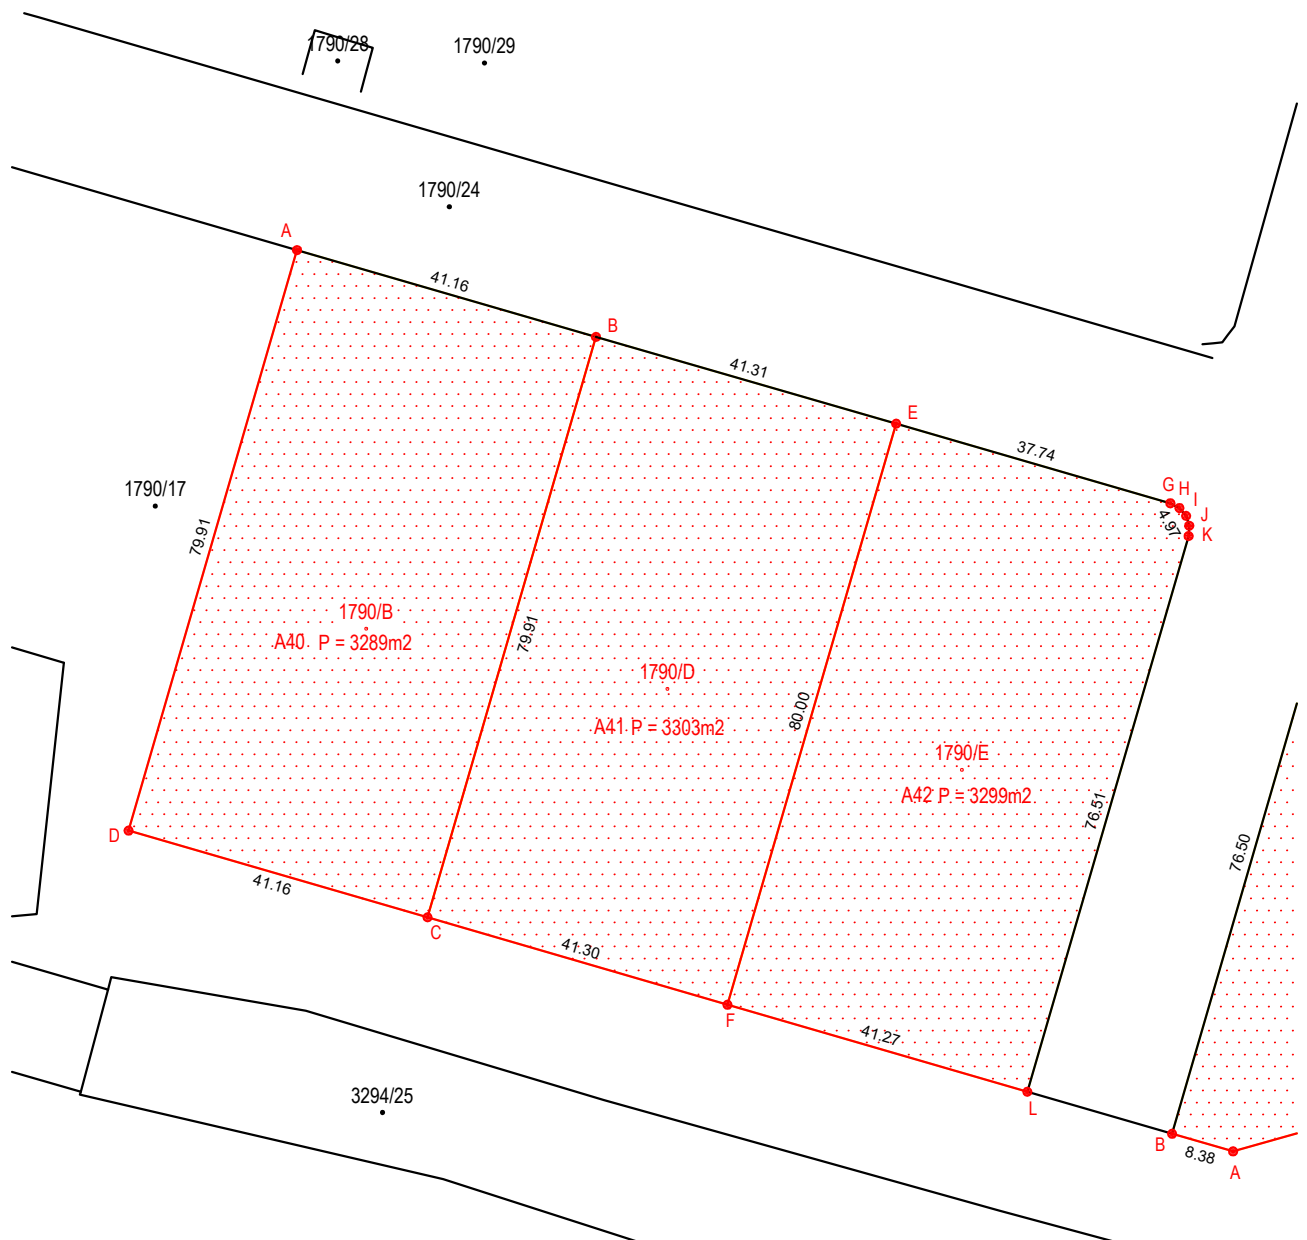 1790/28
1790/29
1790/24
A
41.16
B
41.31
E
37.74
G
H
I
J
K
4.97
1790/17
79.91
79.91
1790/B
A40 P = 3289m2
1790/D
A41 P = 3303m2
80.00
1790/E
A42 P = 3299m2
76.51
76.50
D
41.16
C
41.30
F
41.27
L
3294/25
B
8.38
A